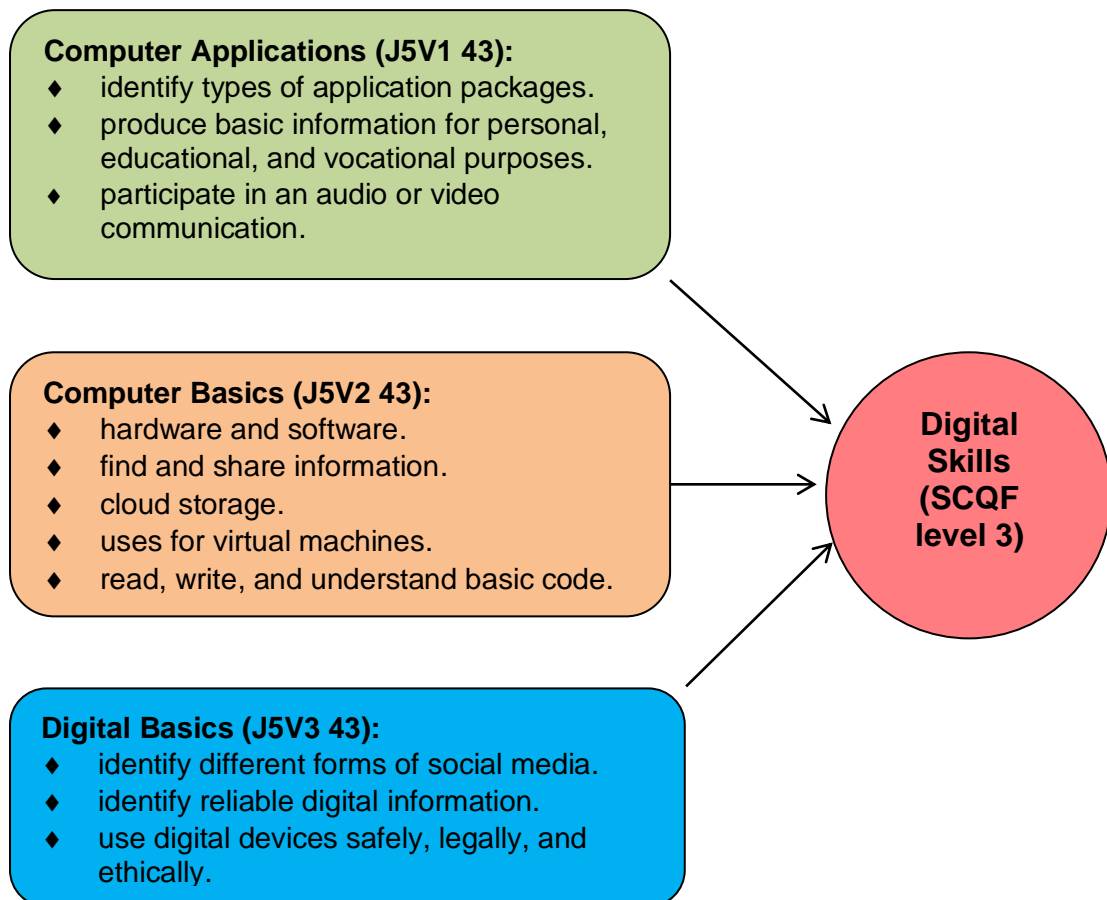 Computer Applications (J5V1 43):
♦ identify types of application packages.
♦ produce basic information for personal,
educational, and vocational purposes.
♦ participate in an audio or video
communication.
Computer Basics (J5V2 43):
♦ hardware and software.
♦ find and share information.
♦ cloud storage.
♦ uses for virtual machines.
♦ read, write, and understand basic code.
Digital Basics (J5V3 43):
♦ identify different forms of social media.
♦ identify reliable digital information.
♦ use digital devices safely, legally, and
ethically.
Digital
Skills
(SCQF
level 3)